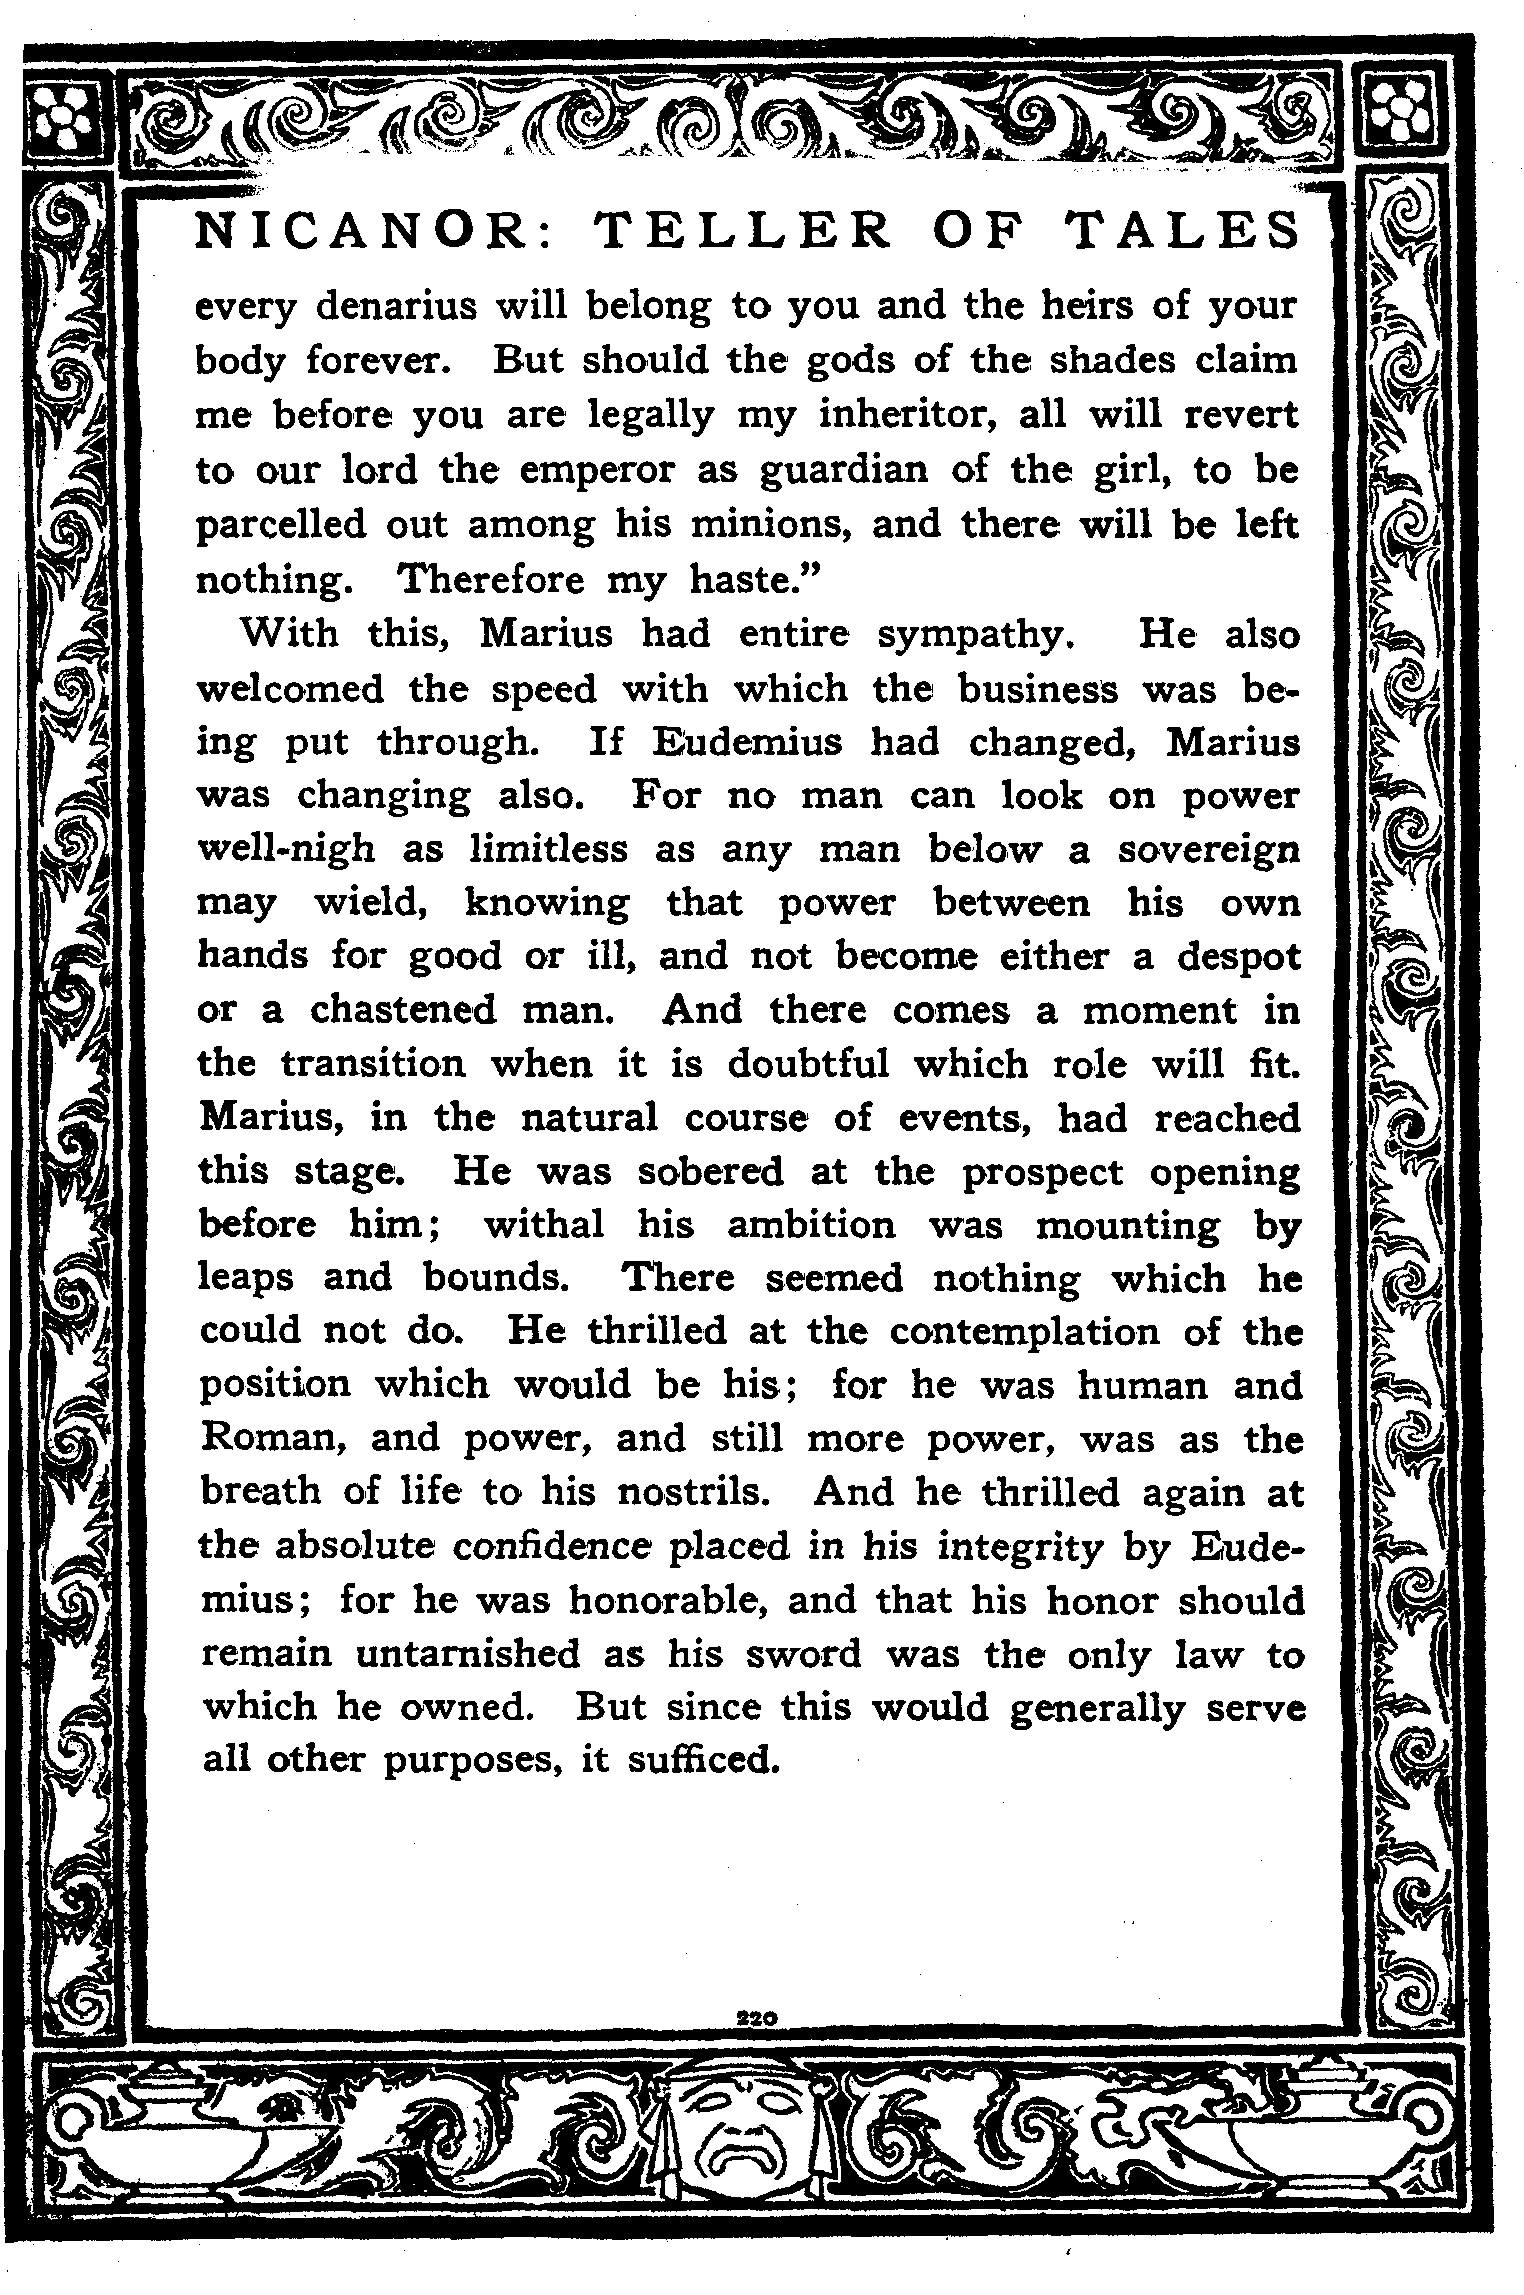 NICANOR: TELLER OF TALES
every denarius will belong to you and the heirs of your
body forever. But should the gods of the shades claim
me before you are legally my inheritor, all will revert
to our lord the emperor as guardian of the girl, to be
parcelled out among his minions, and there will be left
nothing. Therefore my haste.”
With this, Marius had entire sympathy. He also
welcomed the speed with which the business was be-
ing put through. If Eudemius had changed, Marius
was changing also. For no man can look on power
well-nigh as limitless as any man below a sovereign
may wield, knowing that power between his own
hands for good or ill, and not become either a despot
or a chastened man. And there comes a moment in
the transition when it is doubtful which role will fit.
Marius, in the natural course of events, had reached
this stage. He was sobered at the prospect opening
before him; withal his ambition was mounting by
leaps and bounds. There seemed nothing which he
could not do. He thrilled at the contemplation of the
position which would be his; for he was human and
Roman, and power, and still more power, was as the
breath of life to his nostrils. And he thrilled again at
the absolute confidence placed in his integrity by Eude-
mius; for he was honorable, and that his honor should
remain untarnished as his sword was the only law to
which he owned. But since this would generally serve
all other purposes, it sufficed.
220